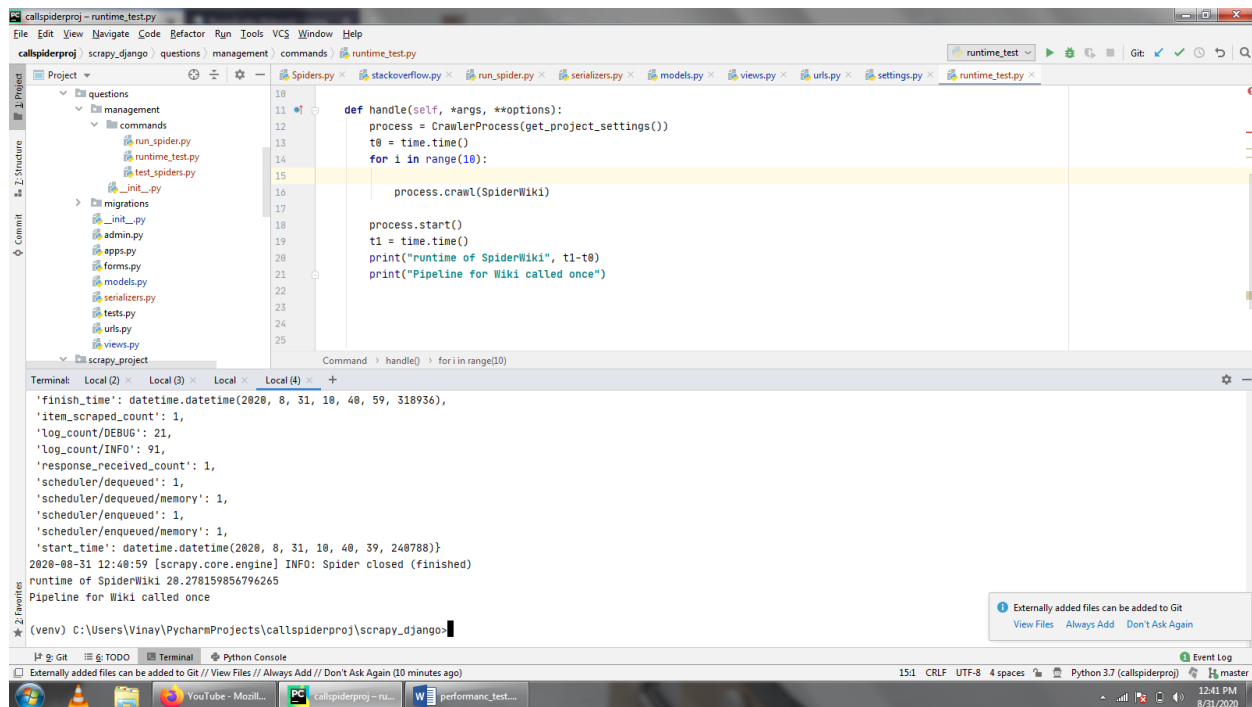 callspiderproj – runtime_test.py
File Edit View Navigate Code Refactor Run Tools VCS Window Help
callspiderproj scrapy_django questions management commands runtime_test.py
runtime_test
Git:
Project
Spiders.py
stackoverflow.py
run_spider.py
serializers.py
models.py
views.py
urls.py
settings.py
runtime_test.py
1: Project
Z: Structure
Commit
2: Favorites
questions
management
commands
run_spider.py
runtime_test.py
test_spiders.py
__init__.py
migrations
__init__.py
admin.py
apps.py
forms.py
models.py
serializers.py
tests.py
urls.py
views.py
scrapy_project
10
11 def handle(self, *args, **options):
12 process = CrawlerProcess(get_project_settings())
13 t0 = time.time()
14 for i in range(10):
15
16 process.crawl(SpiderWiki)
17
18 process.start()
19 t1 = time.time()
20 print("runtime of SpiderWiki", t1-t0)
21 print("Pipeline for Wiki called once")
22
23
24
25
Command > handle() > for i in range(10)
Terminal: Local (2) Local (3) Local Local (4) +
'finish_time': datetime.datetime(2020, 8, 31, 10, 40, 59, 318936),
'item_scraped_count': 1,
'log_count/DEBUG': 21,
'log_count/INFO': 91,
'response_received_count': 1,
'scheduler/dequeued': 1,
'scheduler/dequeued/memory': 1,
'scheduler/enqueued': 1,
'scheduler/enqueued/memory': 1,
'start_time': datetime.datetime(2020, 8, 31, 10, 40, 39, 240788)}
2020-08-31 12:40:59 [scrapy.core.engine] INFO: Spider closed (finished)
runtime of SpiderWiki 20.278159856796265
Pipeline for Wiki called once
(venv) C:\Users\Vinay\PycharmProjects\callspiderproj\scrapy_django>
Externally added files can be added to Git
View Files Always Add Don't Ask Again
9: Git 6: TODO Terminal Python Console
Event Log
Externally added files can be added to Git // View Files // Always Add // Don't Ask Again (10 minutes ago)
15:1 CRLF UTF-8 4 spaces Python 3.7 (callspiderproj) master
YouTube - Mozill...
callspiderproj – ru...
performanc_test....
12:41 PM
8/31/2020